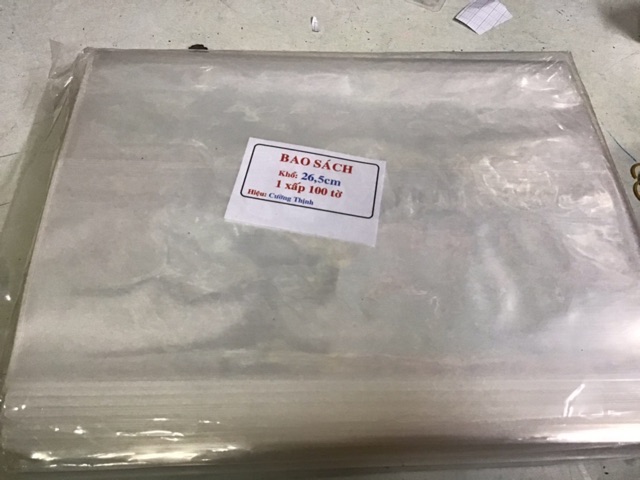 BAO SÁCH
Khổ: 26,5cm
1 xấp 100 tờ
Hiệu: Cường Thịnh